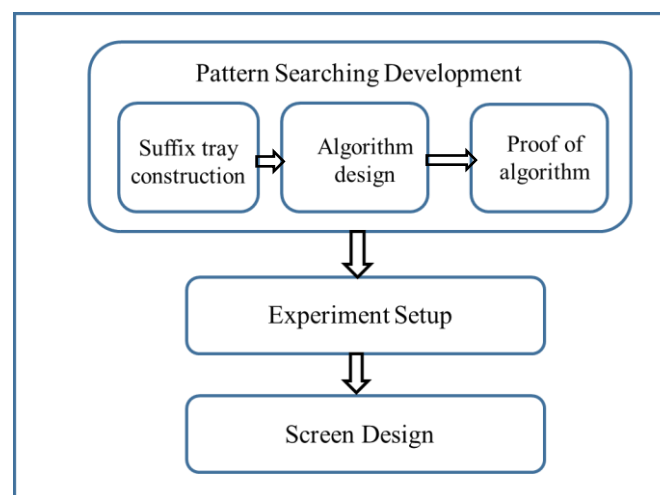 Pattern Searching Development
Suffix tray
construction
Algorithm
design
Proof of
algorithm
Experiment Setup
Screen Design